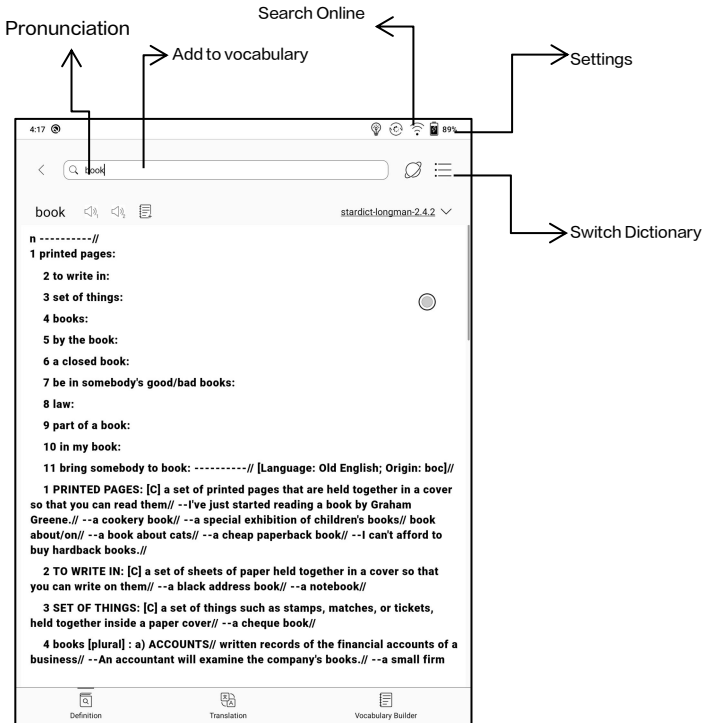 Search Online
Pronunciation
Add to vocabulary
Settings
4:17
89%
book
book
stardict-longman-2.4.2
Switch Dictionary
n ----------//
1 printed pages:
2 to write in:
3 set of things:
4 books:
5 by the book:
6 a closed book:
7 be in somebody's good/bad books:
8 law:
9 part of a book:
10 in my book:
11 bring somebody to book: ----------// [Language: Old English; Origin: boc]//
1 PRINTED PAGES: [C] a set of printed pages that are held together in a cover
so that you can read them// --I've just started reading a book by Graham
Greene.// --a cookery book// --a special exhibition of children's books// book
about/on// --a book about cats// --a cheap paperback book// --I can't afford to
buy hardback books.//
2 TO WRITE IN: [C] a set of sheets of paper held together in a cover so that
you can write on them// --a black address book// --a notebook//
3 SET OF THINGS: [C] a set of things such as stamps, matches, or tickets,
held together inside a paper cover// --a cheque book//
4 books [plural] : a) ACCOUNTS// written records of the financial accounts of a
business// --An accountant will examine the company's books.// --a small firm
Definition
Translation
Vocabulary Builder